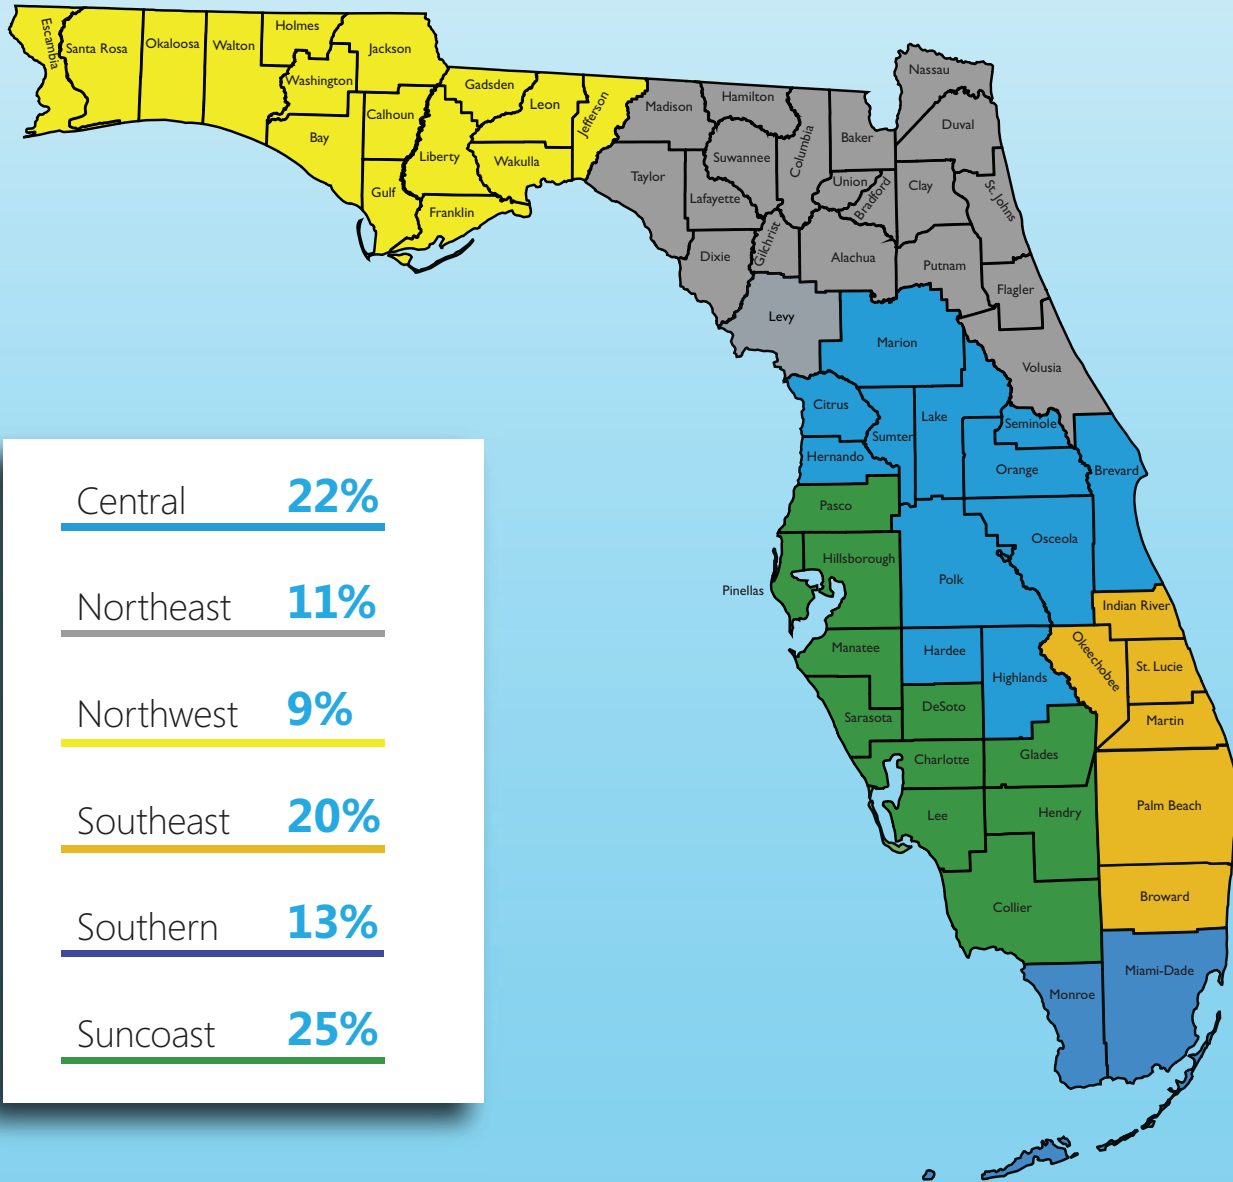 Escambia
Santa Rosa
Okaloosa
Walton
Holmes
Washington
Jackson
Bay
Calhoun
Gulf
Liberty
Gadsden
Leon
Wakulla
Franklin
Jefferson
Madison
Taylor
Hamilton
Suwannee
Lafayette
Dixie
Columbia
Gilchrist
Baker
Union
Bradford
Alachua
Levy
Nassau
Duval
Clay
St. Johns
Putnam
Flagler
Volusia
Marion
Citrus
Sumter
Lake
Hernando
Seminole
Orange
Brevard
Osceola
Polk
Pasco
Pinellas
Hillsborough
Manatee
Hardee
Highlands
Sarasota
DeSoto
Charlotte
Glades
Lee
Hendry
Collier
Indian River
Okeechobee
St. Lucie
Martin
Palm Beach
Broward
Miami-Dade
Monroe
Central 22%
Northeast 11%
Northwest 9%
Southeast 20%
Southern 13%
Suncoast 25%